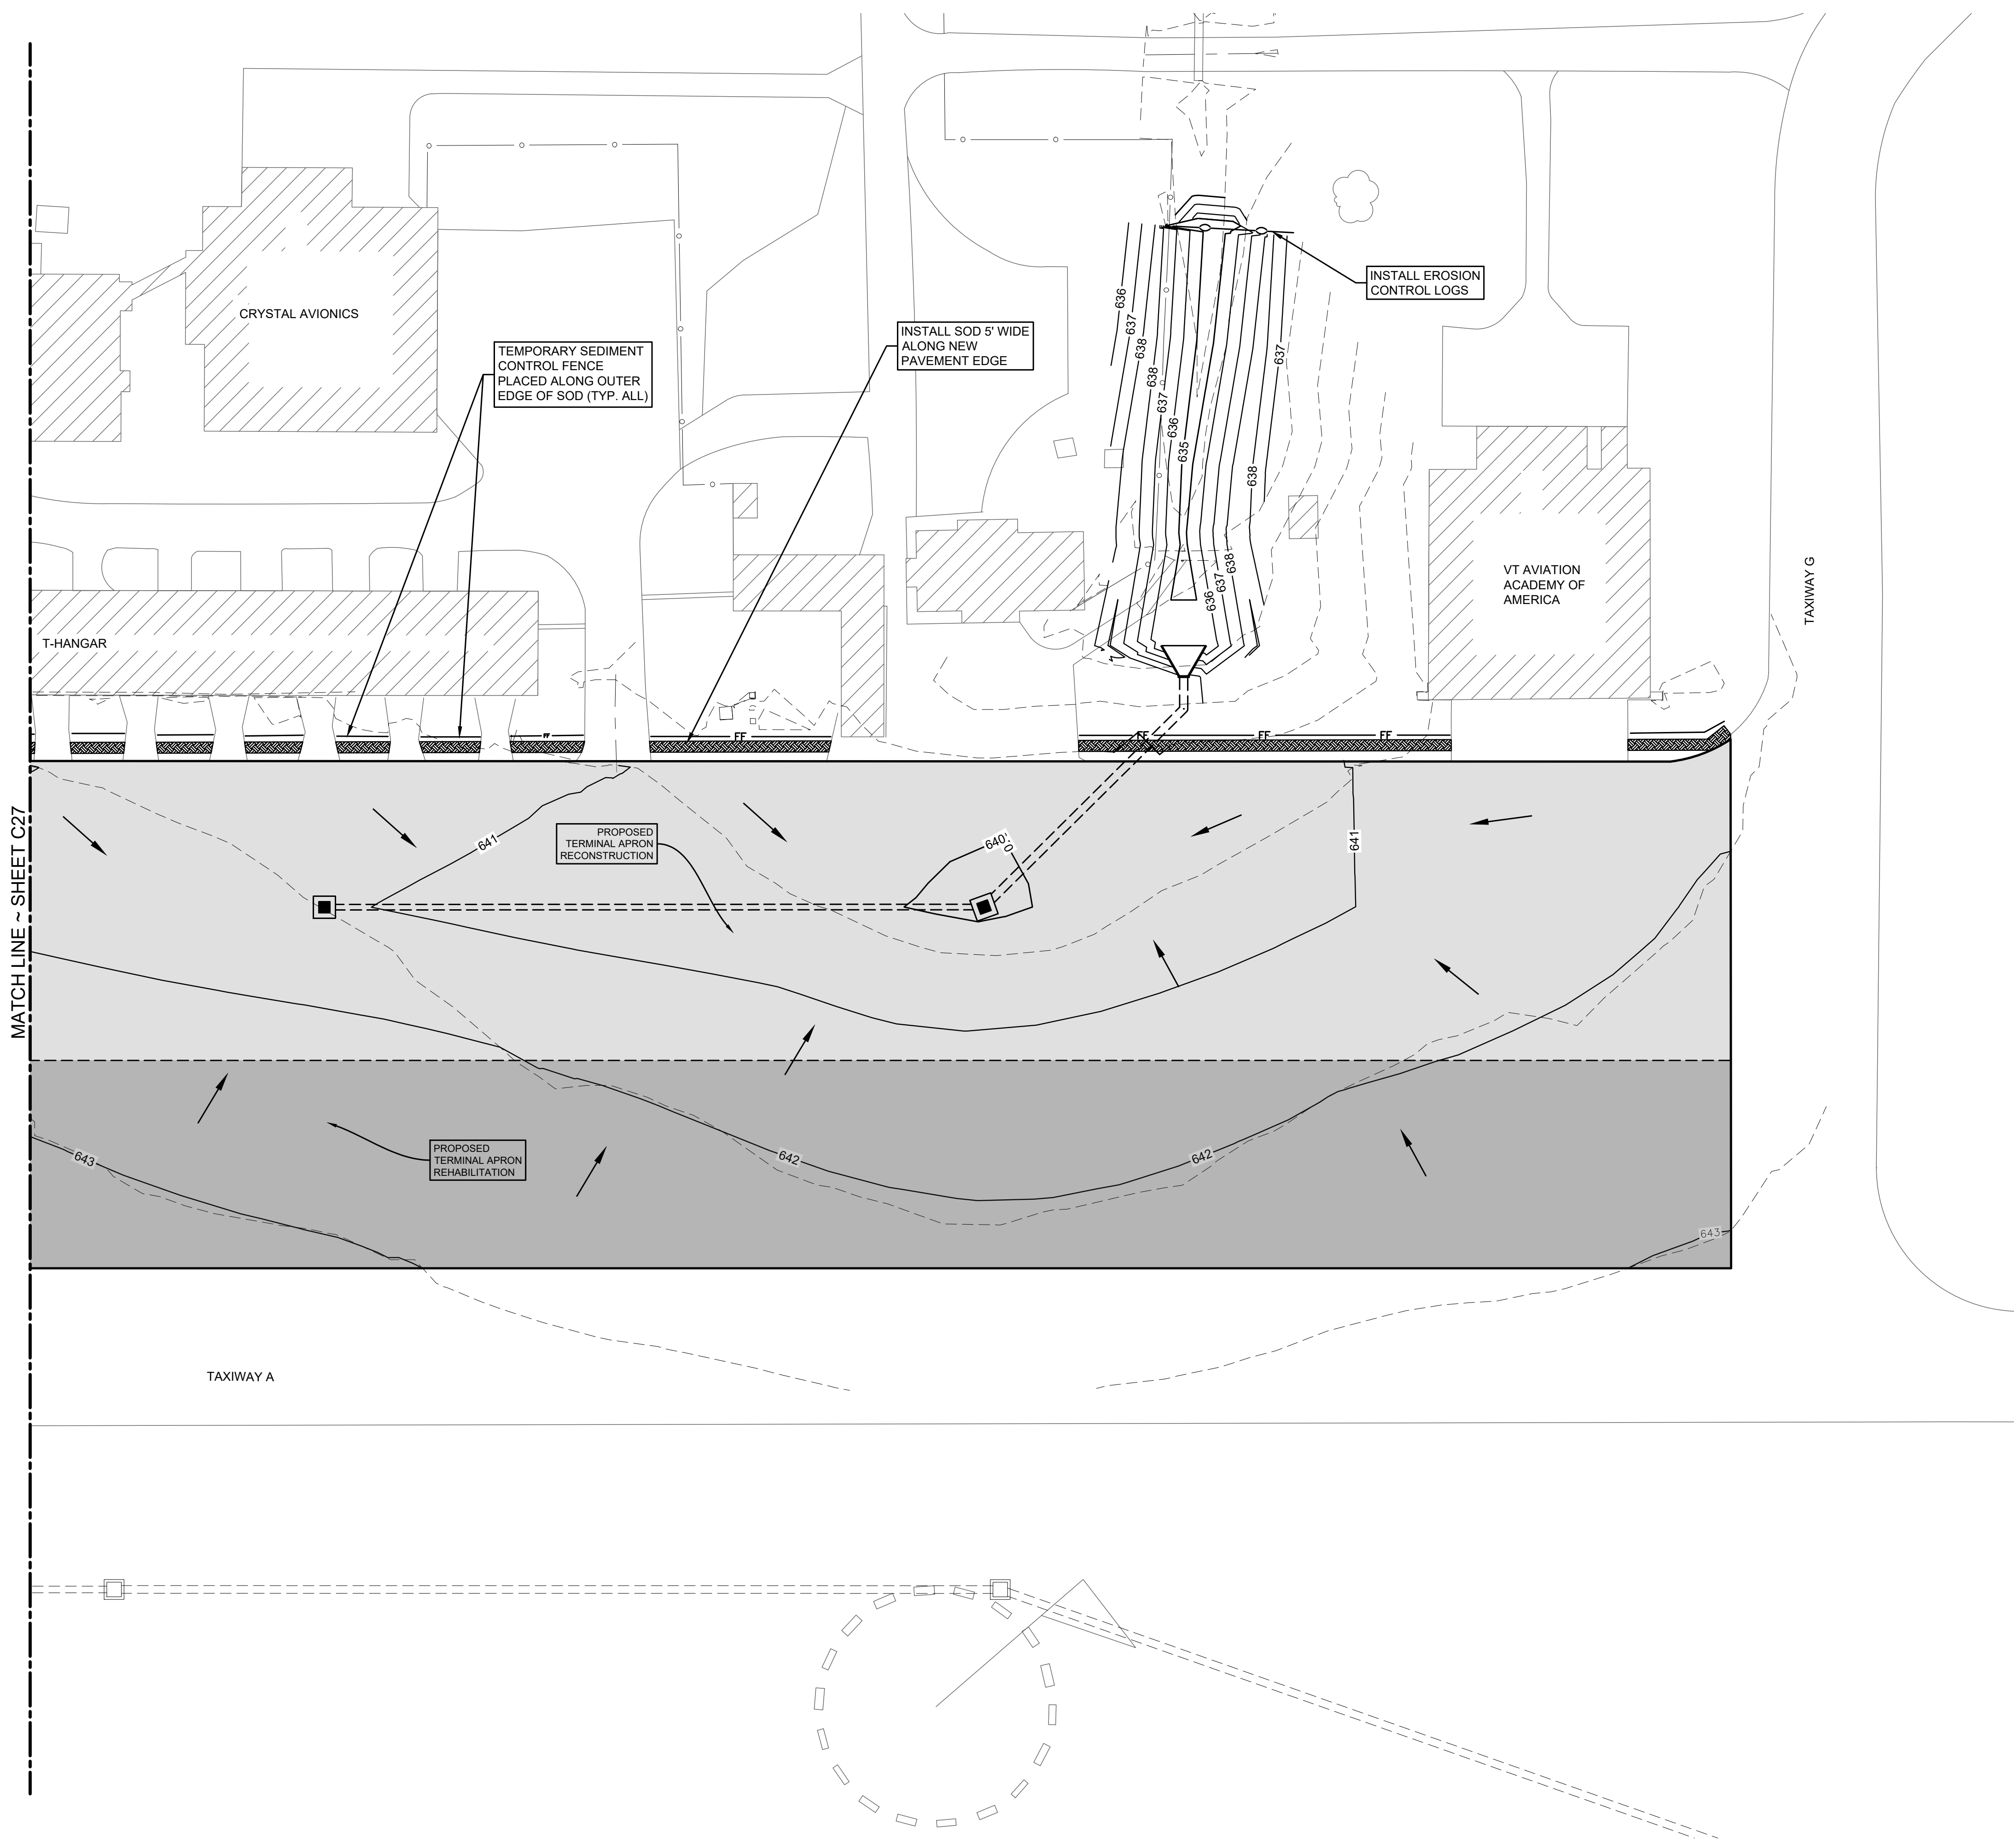 CRYSTAL AVIONICS
TEMPORARY SEDIMENT
CONTROL FENCE
PLACED ALONG OUTER
EDGE OF SOD (TYP. ALL)
INSTALL SOD 5' WIDE
ALONG NEW
PAVEMENT EDGE
INSTALL EROSION
CONTROL LOGS
636
637
638
638
637
636
635
637
638
638
637
636
VT AVIATION
ACADEMY OF
AMERICA
TAXIWAY G
T-HANGAR
FF
FF
FF
FF
FF
MATCH LINE ~ SHEET C27
641
PROPOSED
TERMINAL APRON
RECONSTRUCTION
640.0
641
643
PROPOSED
TERMINAL APRON
REHABILITATION
642
642
643
TAXIWAY A